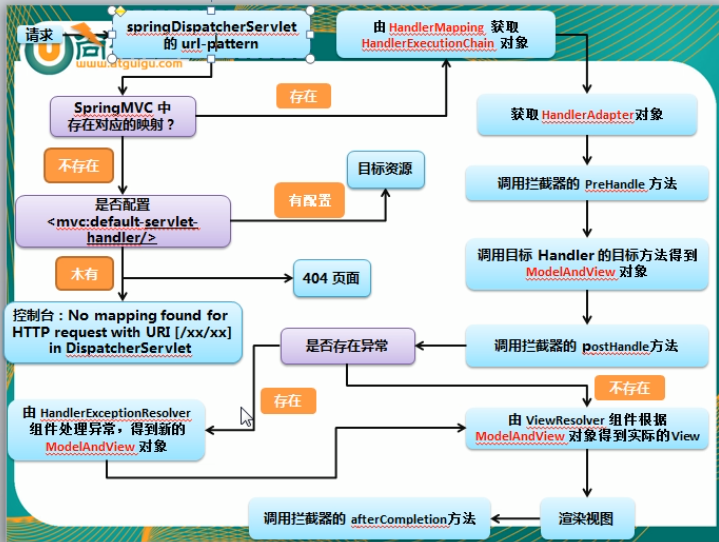 请求
springDispatcherServlet
的 url-pattern
由 HandlerMapping 获取
HandlerExecutionChain 对象
www.atguigu.com
SpringMVC 中
存在对应的映射？
存在
获取 HandlerAdapter对象
不存在
目标资源
调用拦截器的 PreHandle 方法
是否配置
<mvc:default-servlet-
handler/>
有配置
调用目标 Handler 的目标方法得到
ModelAndView 对象
木有
404 页面
控制台：No mapping found for
HTTP request with URI [/xx/xx]
in DispatcherServlet
是否存在异常
调用拦截器的 postHandle方法
不存在
存在
由 HandlerExceptionResolver
组件处理异常，得到新的
ModelAndView 对象
由 ViewResolver 组件根据
ModelAndView 对象得到实际的View
调用拦截器的 afterCompletion方法
渲染视图